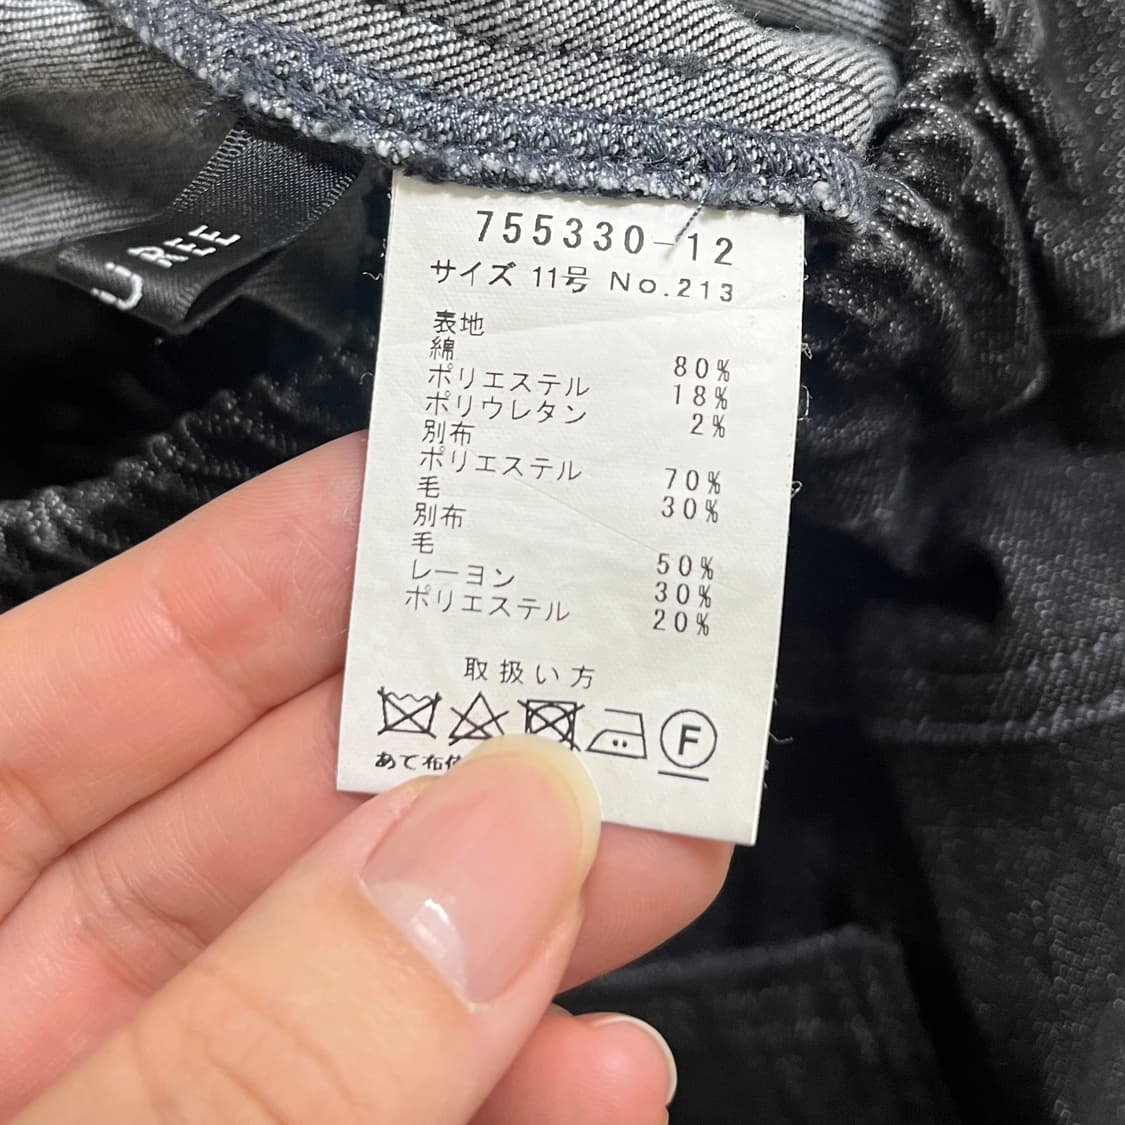 755330-12
サイズ 11号 No.213
表地
綿 80%
ポリエステル 18%
ポリウレタン 2%
別布
ポリエステル 70%
毛 30%
別布
毛 50%
レーヨン 30%
ポリエステル 20%
取扱い方
F
あて布
REE